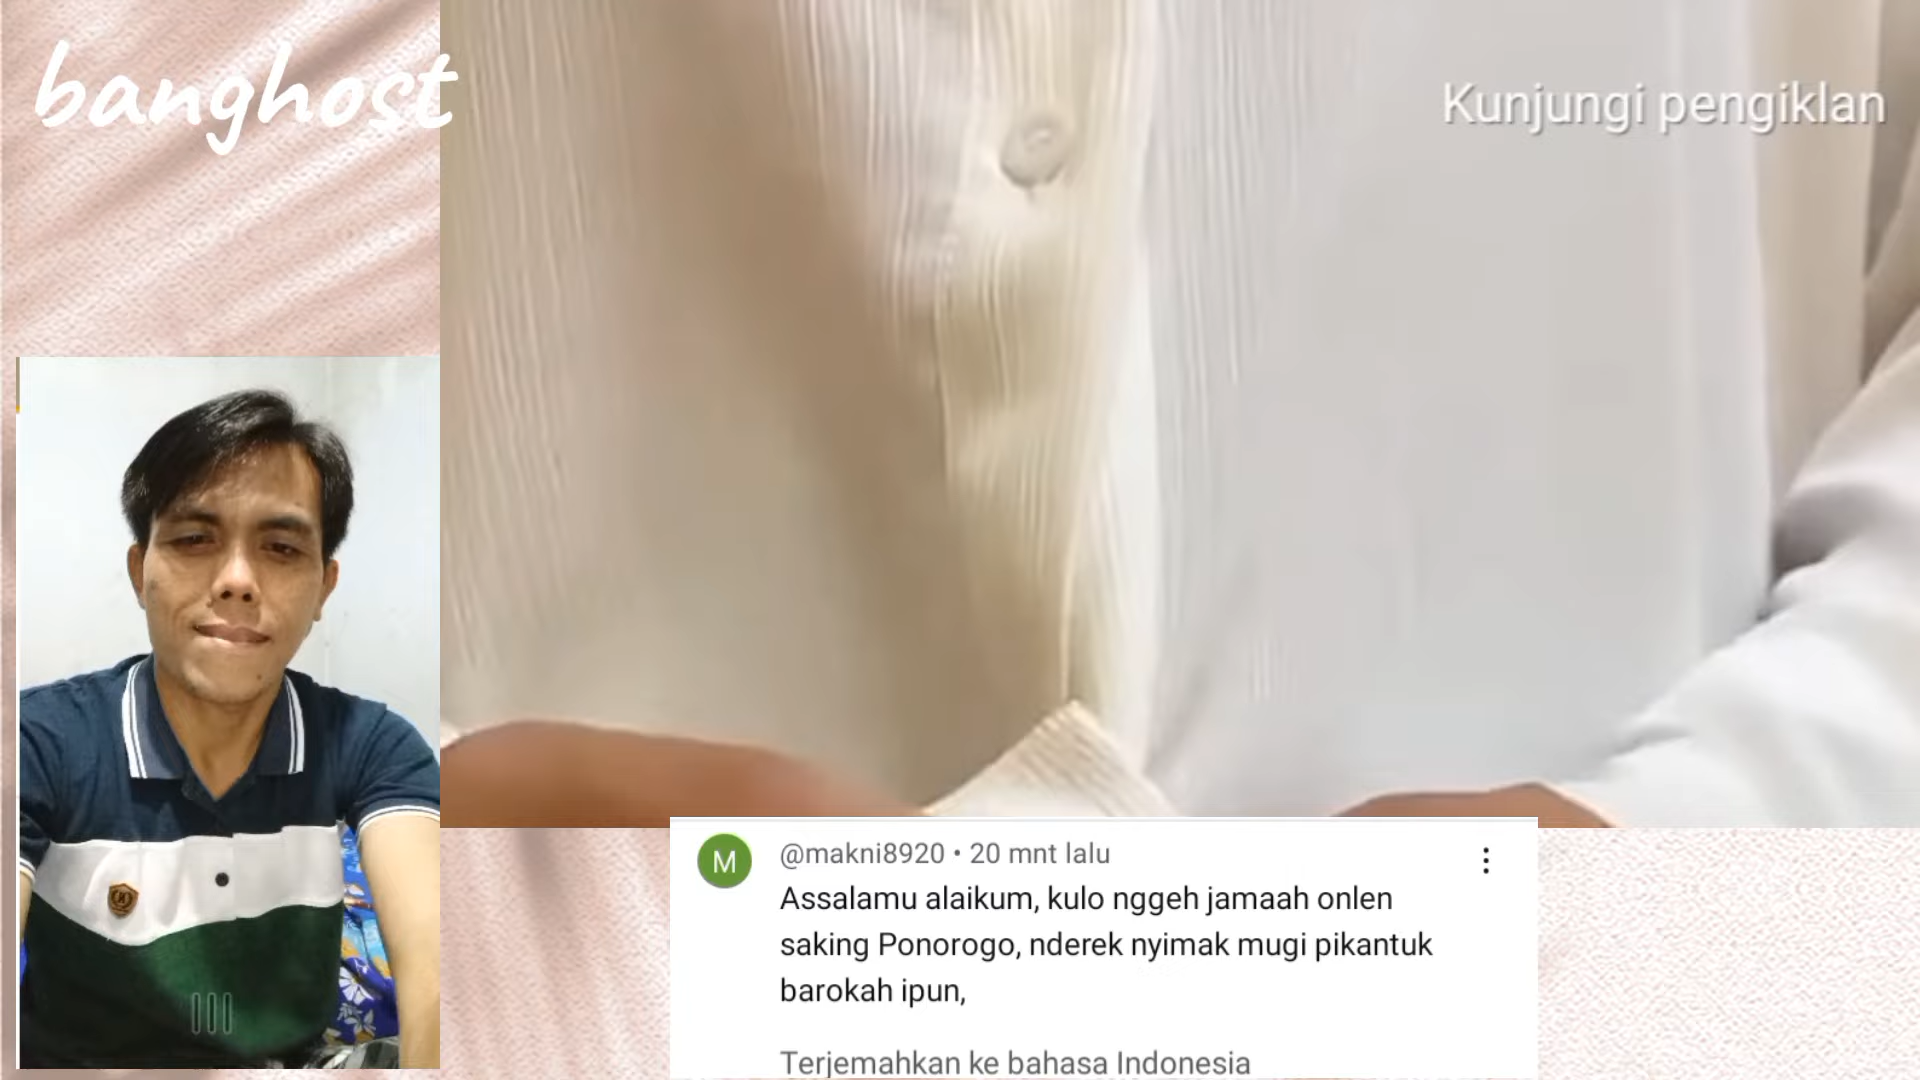 banghost
Kunjungi pengiklan
M
@makni8920 • 20 mnt lalu
Assalamu alaikum, kulo nggeh jamaah onlen
saking Ponorogo, nderek nyimak mugi pikantuk
barokah ipun,
Terjemahkan ke bahasa Indonesia